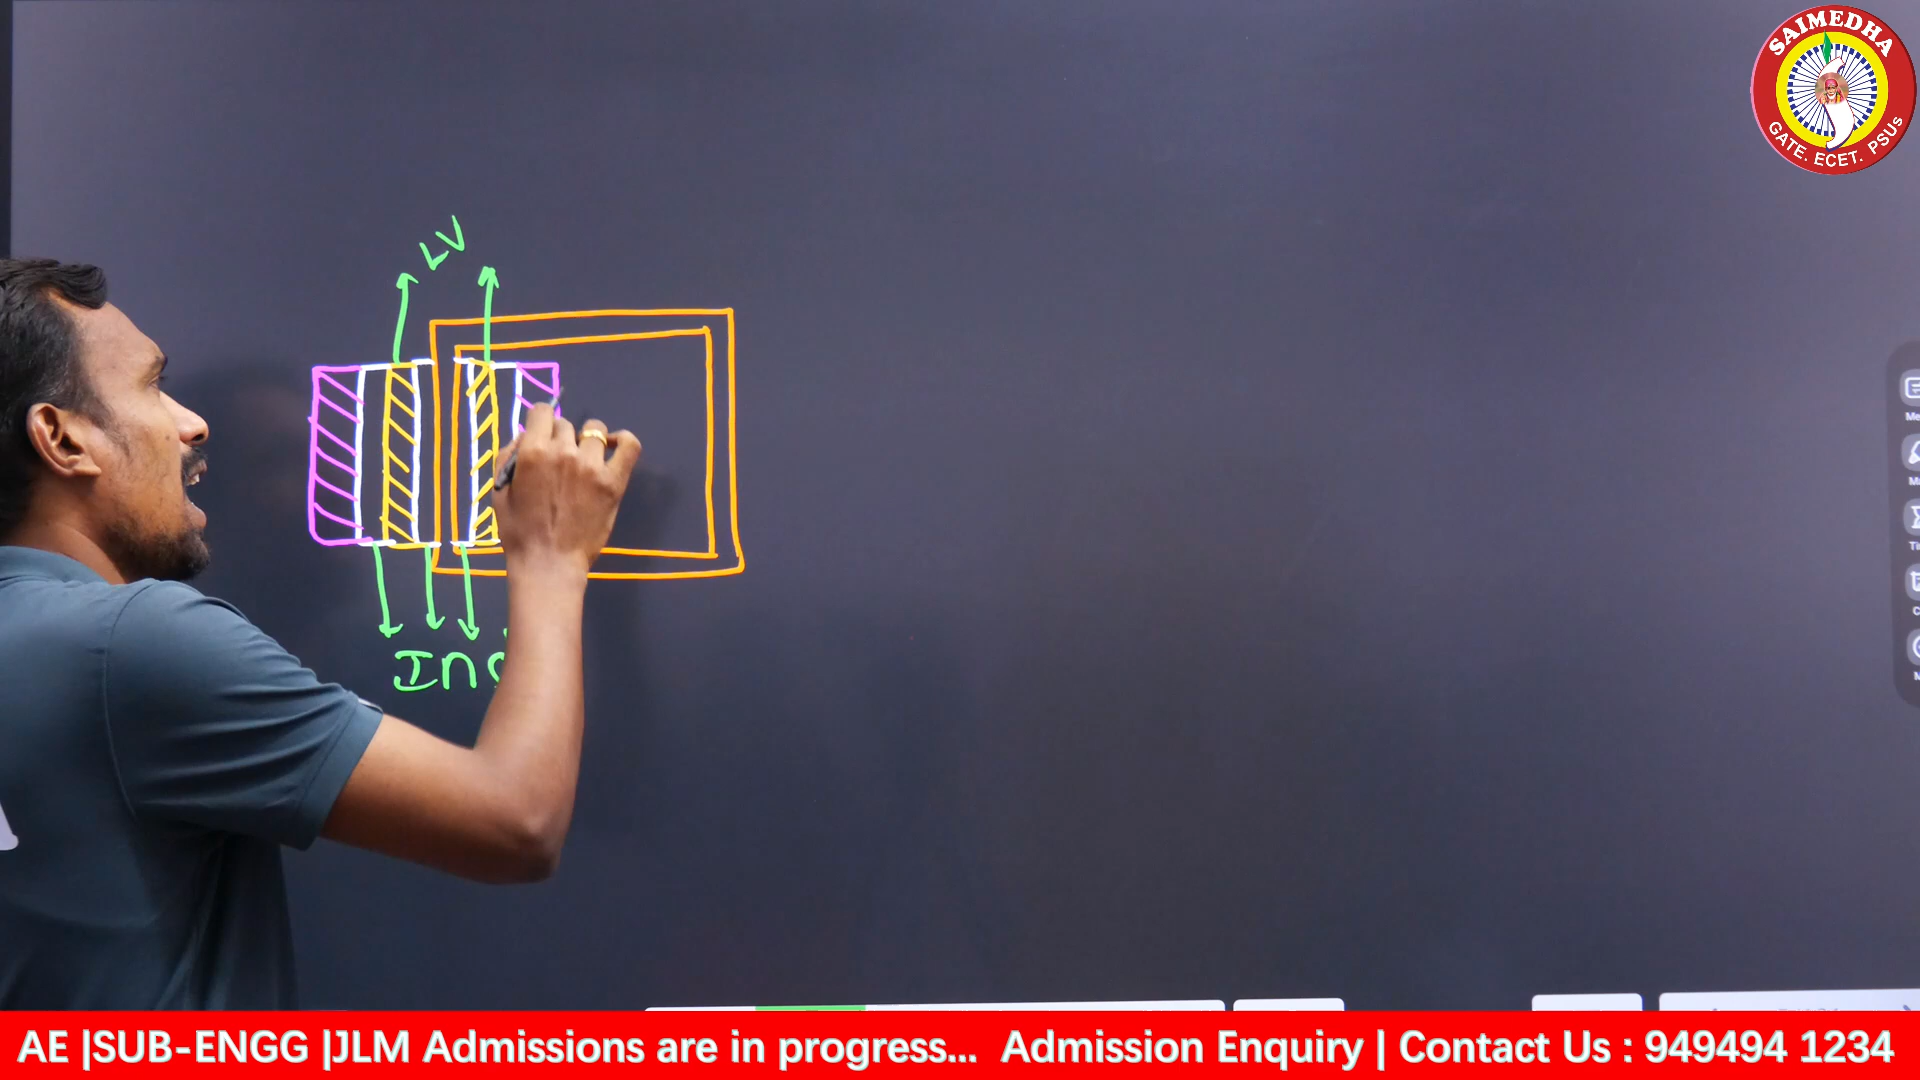 SAIMEDHA
GATE. ECET. PSUs
LV
AE |SUB-ENGG |JLM Admissions are in progress... Admission Enquiry | Contact Us : 949494 1234